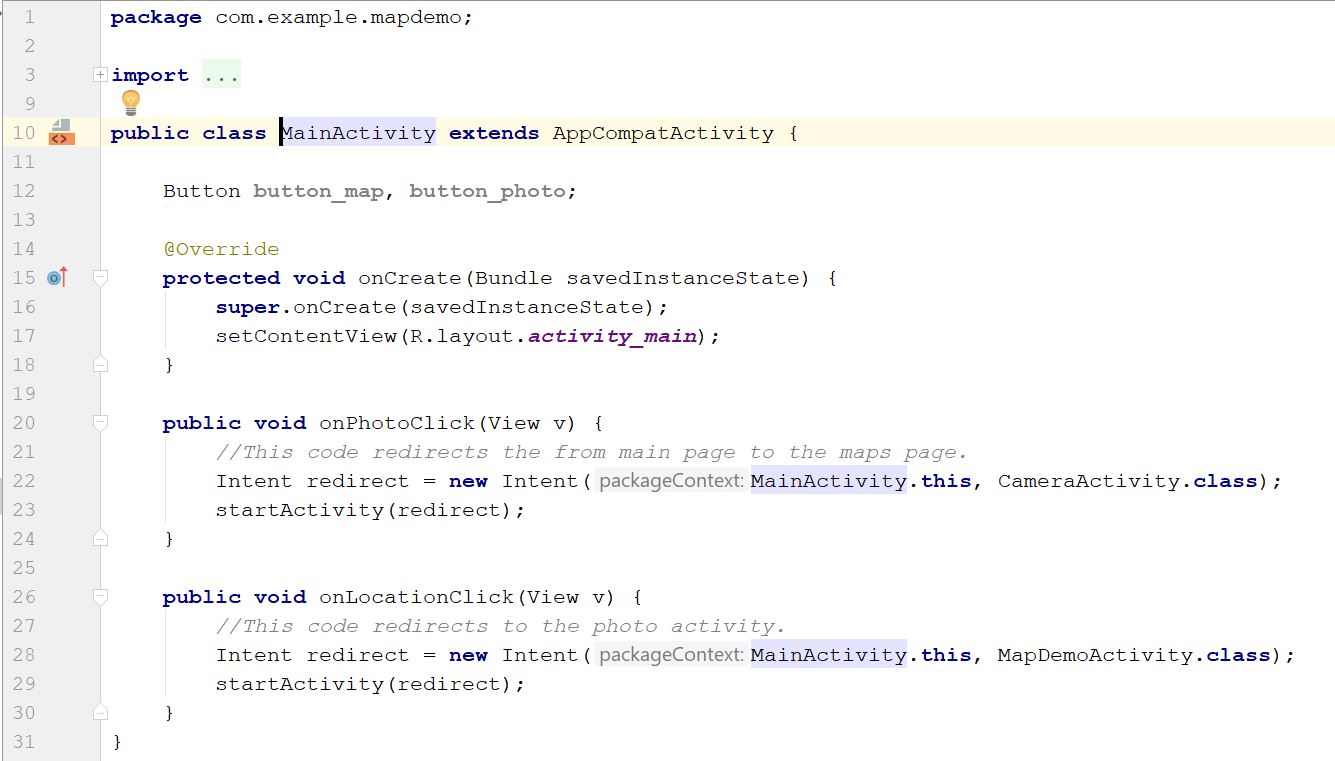 1 package com.example.mapdemo;
2
3 import ...
9
10 public class MainActivity extends AppCompatActivity {
11
12 Button button_map, button_photo;
13
14 @Override
15 protected void onCreate(Bundle savedInstanceState) {
16 super.onCreate(savedInstanceState);
17 setContentView(R.layout.activity_main);
18 }
19
20 public void onPhotoClick(View v) {
21 //This code redirects the from main page to the maps page.
22 Intent redirect = new Intent( packageContext: MainActivity.this, CameraActivity.class);
23 startActivity(redirect);
24 }
25
26 public void onLocationClick(View v) {
27 //This code redirects to the photo activity.
28 Intent redirect = new Intent( packageContext: MainActivity.this, MapDemoActivity.class);
29 startActivity(redirect);
30 }
31 }